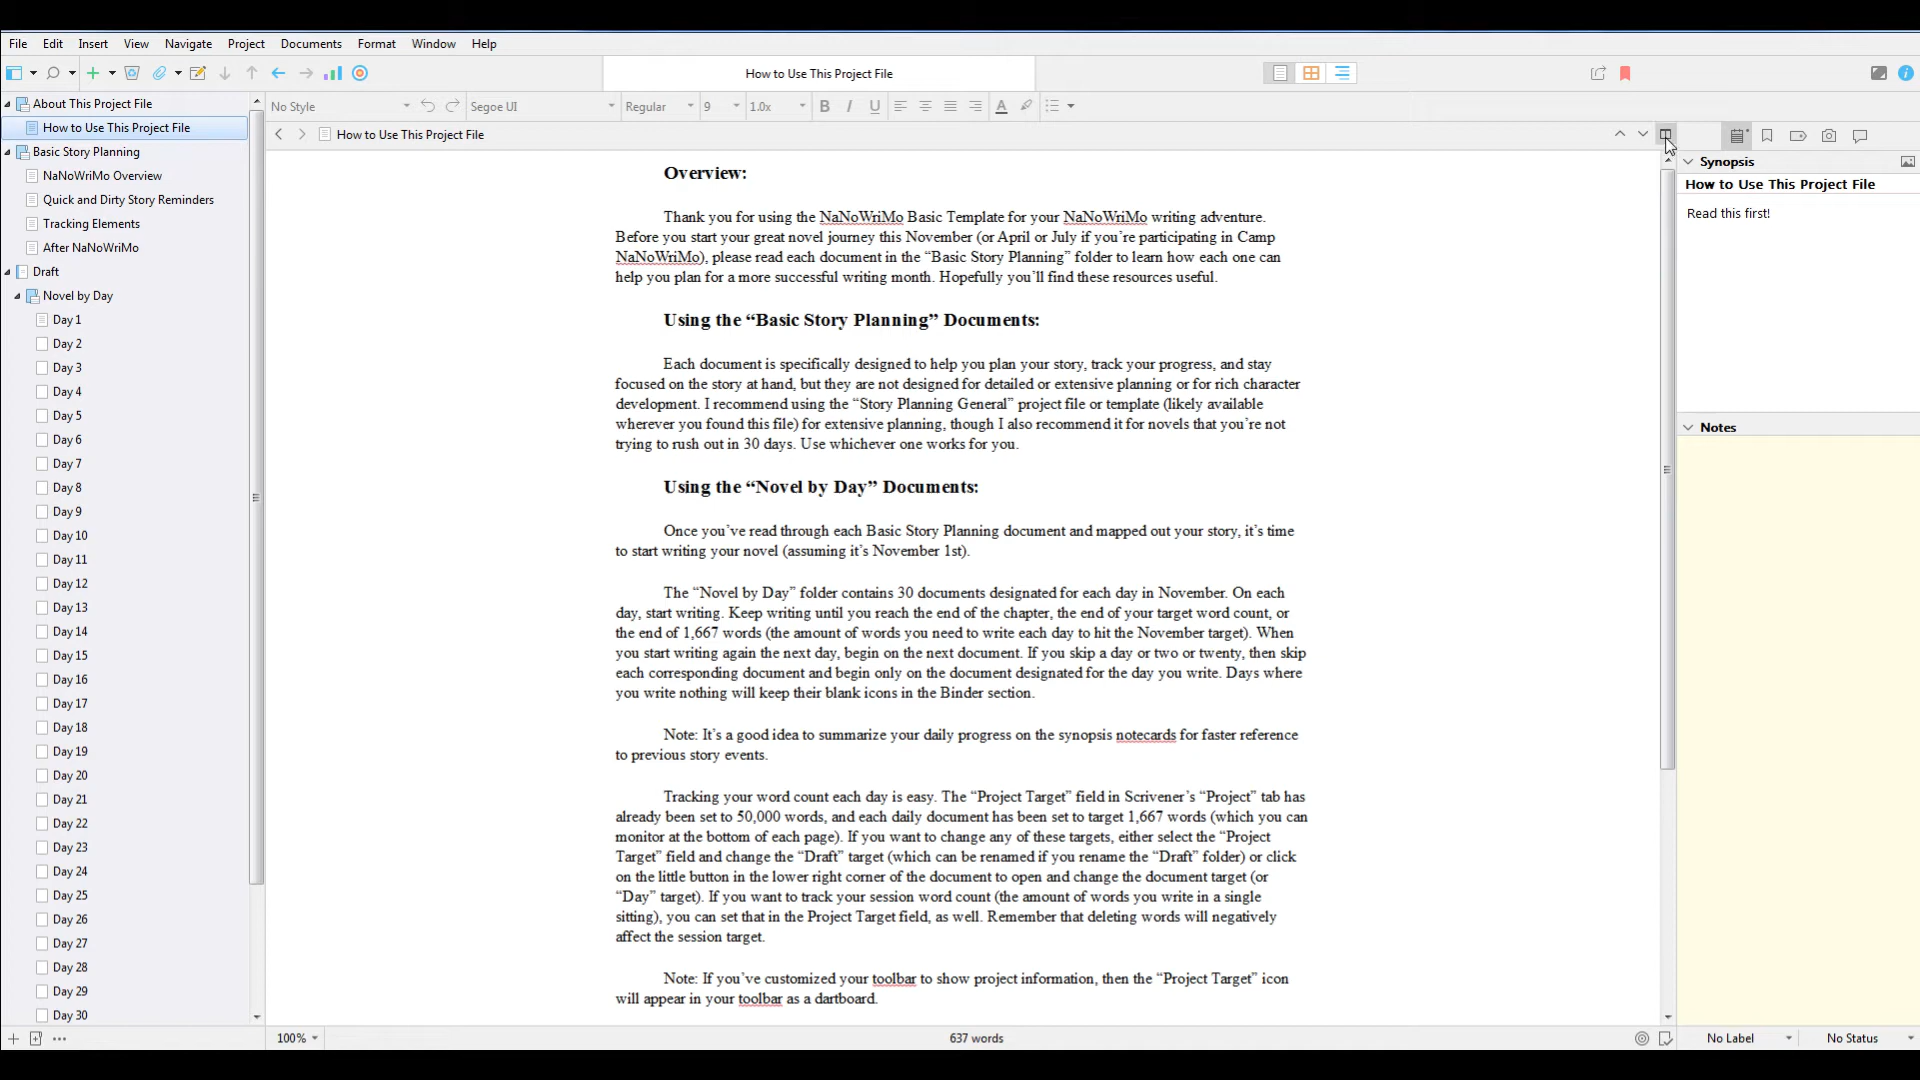 File Edit Insert View Navigate Project Documents Format Window Help
How to Use This Project File
No Style Segoe UI Regular 9 1.0x B I U A
How to Use This Project File
About This Project File
How to Use This Project File
Basic Story Planning
NaNoWriMo Overview
Quick and Dirty Story Reminders
Tracking Elements
After NaNoWriMo
Draft
Novel by Day
Day 1
Day 2
Day 3
Day 4
Day 5
Day 6
Day 7
Day 8
Day 9
Day 10
Day 11
Day 12
Day 13
Day 14
Day 15
Day 16
Day 17
Day 18
Day 19
Day 20
Day 21
Day 22
Day 23
Day 24
Day 25
Day 26
Day 27
Day 28
Day 29
Day 30
Overview:
Thank you for using the NaNoWriMo Basic Template for your NaNoWriMo writing adventure.
Before you start your great novel journey this November (or April or July if you’re participating in Camp
NaNoWriMo), please read each document in the “Basic Story Planning” folder to learn how each one can
help you plan for a more successful writing month. Hopefully you’ll find these resources useful.
Using the “Basic Story Planning” Documents:
Each document is specifically designed to help you plan your story, track your progress, and stay
focused on the story at hand, but they are not designed for detailed or extensive planning or for rich character
development. I recommend using the “Story Planning General” project file or template (likely available
wherever you found this file) for extensive planning, though I also recommend it for novels that you’re not
trying to rush out in 30 days. Use whichever one works for you.
Using the “Novel by Day” Documents:
Once you’ve read through each Basic Story Planning document and mapped out your story, it’s time
to start writing your novel (assuming it’s November 1st).
The “Novel by Day” folder contains 30 documents designated for each day in November. On each
day, start writing. Keep writing until you reach the end of the chapter, the end of your target word count, or
the end of 1,667 words (the amount of words you need to write each day to hit the November target). When
you start writing again the next day, begin on the next document. If you skip a day or two or twenty, then skip
each corresponding document and begin only on the document designated for the day you write. Days where
you write nothing will keep their blank icons in the Binder section.
Note: It’s a good idea to summarize your daily progress on the synopsis notecards for faster reference
to previous story events.
Tracking your word count each day is easy. The “Project Target” field in Scrivener’s “Project” tab has
already been set to 50,000 words, and each daily document has been set to target 1,667 words (which you can
monitor at the bottom of each page). If you want to change any of these targets, either select the “Project
Target” field and change the “Draft” target (which can be renamed if you rename the “Draft” folder) or click
on the little button in the lower right corner of the document to open and change the document target (or
“Day” target). If you want to track your session word count (the amount of words you write in a single
sitting), you can set that in the Project Target field, as well. Remember that deleting words will negatively
affect the session target.
Note: If you’ve customized your toolbar to show project information, then the “Project Target” icon
will appear in your toolbar as a dartboard.
Synopsis
How to Use This Project File
Read this first!
Notes
100% 637 words No Label No Status